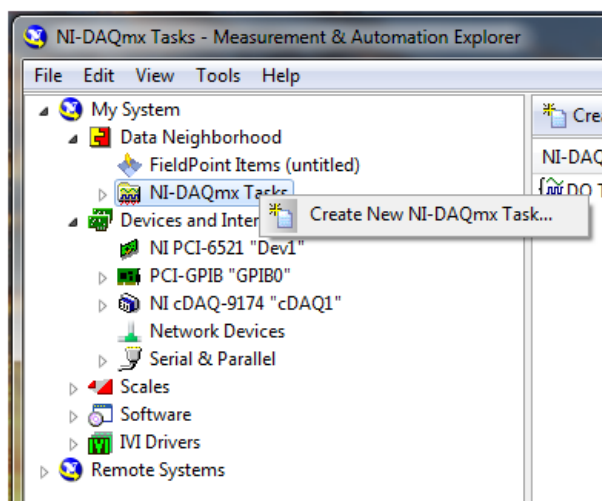 NI-DAQmx Tasks - Measurement & Automation Explorer
File Edit View Tools Help
My System
Data Neighborhood
FieldPoint Items (untitled)
NI-DAQmx Tasks
Create New NI-DAQmx Task...
Devices and Inter
NI PCI-6521 "Dev1"
PCI-GPIB "GPIB0"
NI cDAQ-9174 "cDAQ1"
Network Devices
Serial & Parallel
Scales
Software
IVI Drivers
Remote Systems
Cre
NI-DAQ
DO T